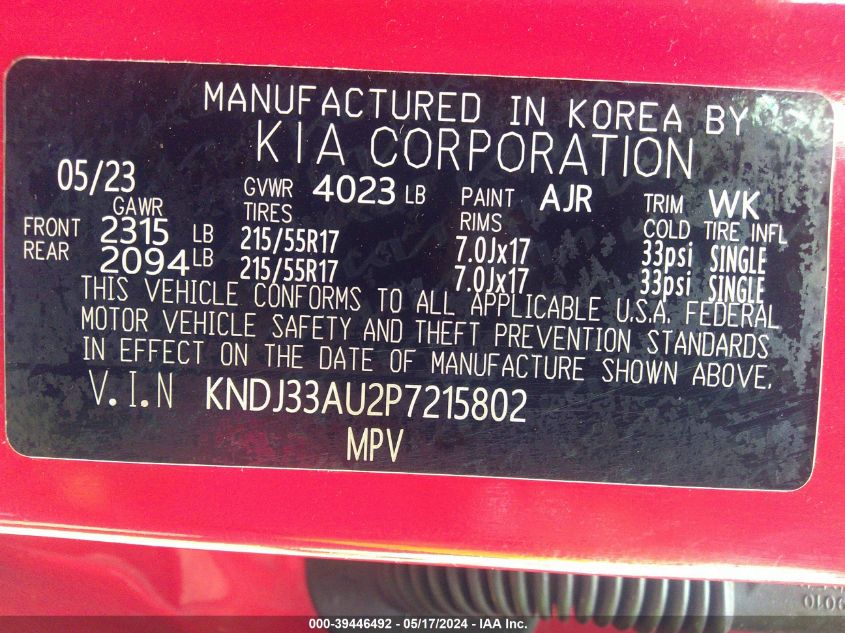 MANUFACTURED IN KOREA BY
KIA CORPORATION
05/23 GVWR 4023 LB PAINT AJR TRIM WK
GAWR TIRES RIMS COLD TIRE INFL
FRONT 2315 LB 215/55R17 7.0Jx17 33psi SINGLE
REAR 2094 LB 215/55R17 7.0Jx17 33psi SINGLE
THIS VEHICLE CONFORMS TO ALL APPLICABLE U.S.A. FEDERAL
MOTOR VEHICLE SAFETY AND THEFT PREVENTION STANDARDS
IN EFFECT ON THE DATE OF MANUFACTURE SHOWN ABOVE.
V.I.N KNDJ33AU2P7215802
MPV
000-39446492 - 05/17/2024 - IAA Inc.